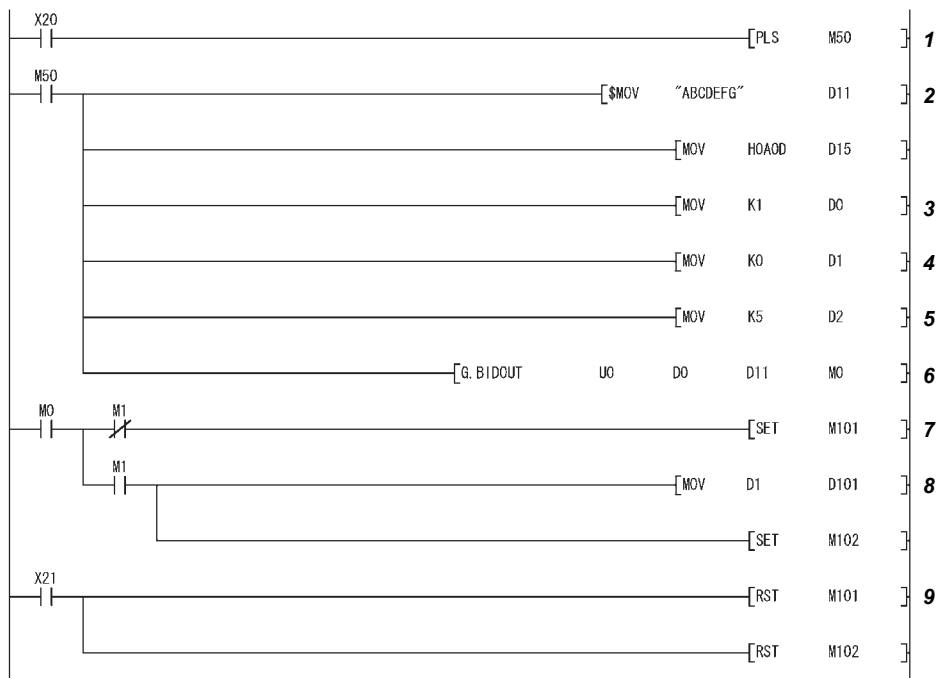 X20
[PLS M50 ] 1
M50
[$MOV "ABCDEFG" D11 ] 2
[MOV H0A0D D15 ]
[MOV K1 D0 ] 3
[MOV K0 D1 ] 4
[MOV K5 D2 ] 5
[G.BIDOUT U0 D0 D11 M0 ] 6
M0 M1
[SET M101 ] 7
M1
[MOV D1 D101 ] 8
[SET M102 ]
X21
[RST M101 ] 9
[RST M102 ]